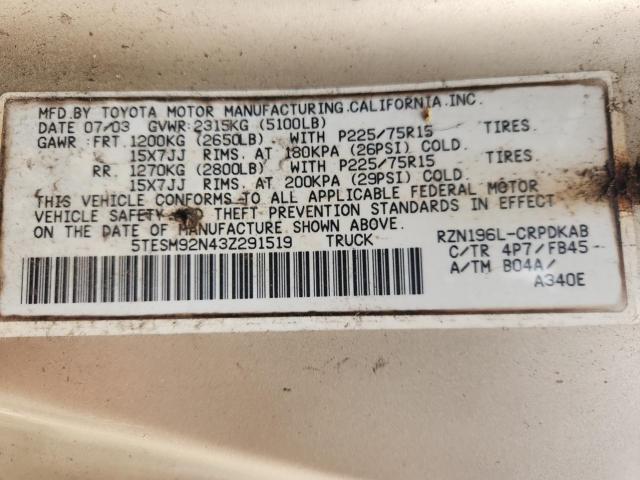 MFD.BY TOYOTA MOTOR MANUFACTURING.CALIFORNIA.INC.
DATE 07/03 GVWR:2315KG (5100LB)
GAWR : FRT. 1200KG (2650LB) WITH P225/75R15 TIRES.
15X7JJ RIMS. AT 180KPA (26PSI) COLD.
RR. 1270KG (2800LB) WITH P225/75R15 TIRES.
15X7JJ RIMS. AT 200KPA (29PSI) COLD.
THIS VEHICLE CONFORMS TO ALL APPLICABLE FEDERAL MOTOR
VEHICLE SAFETY THEFT PREVENTION STANDARDS IN EFFECT
ON THE DATE OF MANUFACTURE SHOWN ABOVE.
5TESM92N43Z291519 TRUCK RZN196L-CRPDKAB
C/TR 4P7/FB45
A/TM B04A/
A340E